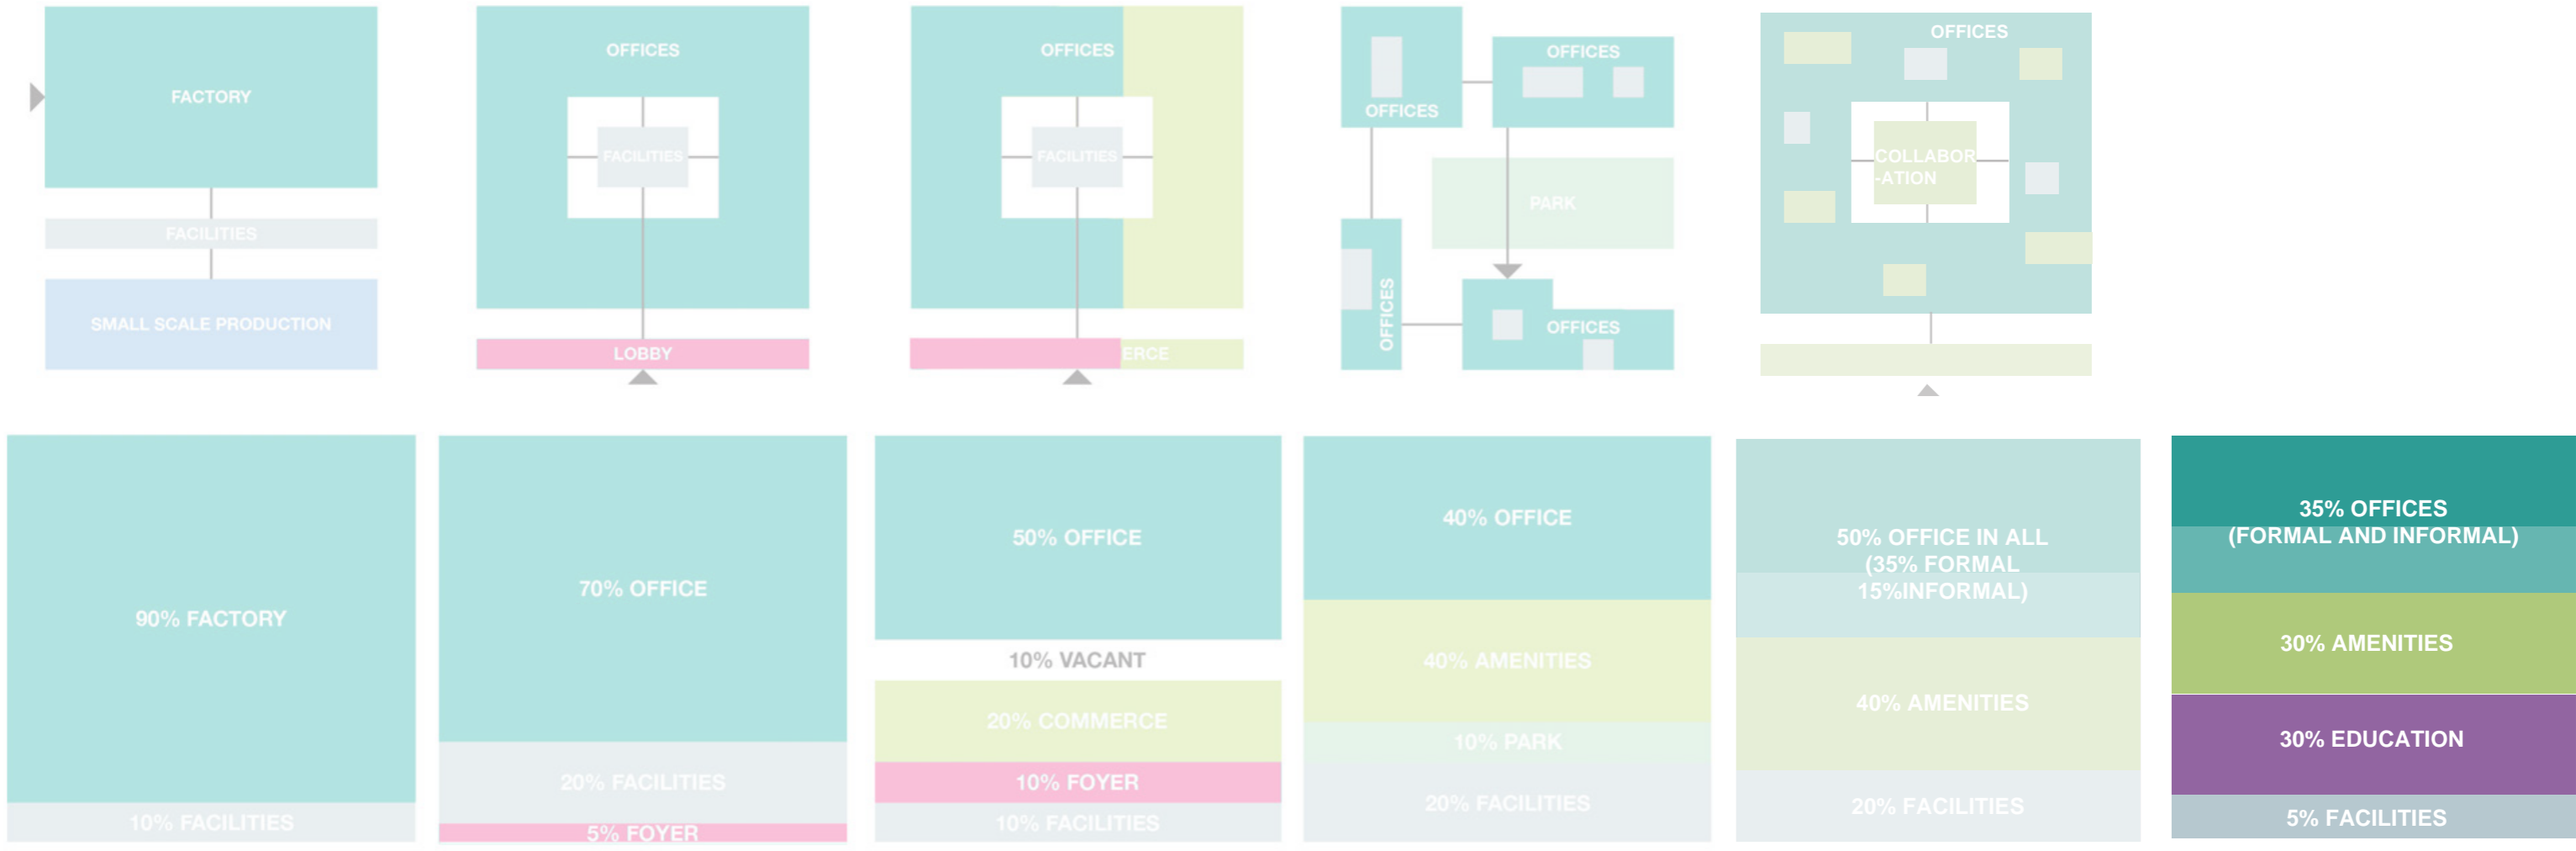 FACTORY
FACILITIES
SMALL SCALE PRODUCTION
OFFICES
FACILITIES
LOBBY
OFFICES
FACILITIES
ERCE
OFFICES
OFFICES
PARK
OFFICES
OFFICES
OFFICES
COLLABOR
-ATION
90% FACTORY
10% FACILITIES
70% OFFICE
20% FACILITIES
5% FOYER
50% OFFICE
10% VACANT
20% COMMERCE
10% FOYER
10% FACILITIES
40% OFFICE
40% AMENITIES
10% PARK
20% FACILITIES
50% OFFICE IN ALL
(35% FORMAL
15%INFORMAL)
40% AMENITIES
20% FACILITIES
35% OFFICES
(FORMAL AND INFORMAL)
30% AMENITIES
30% EDUCATION
5% FACILITIES